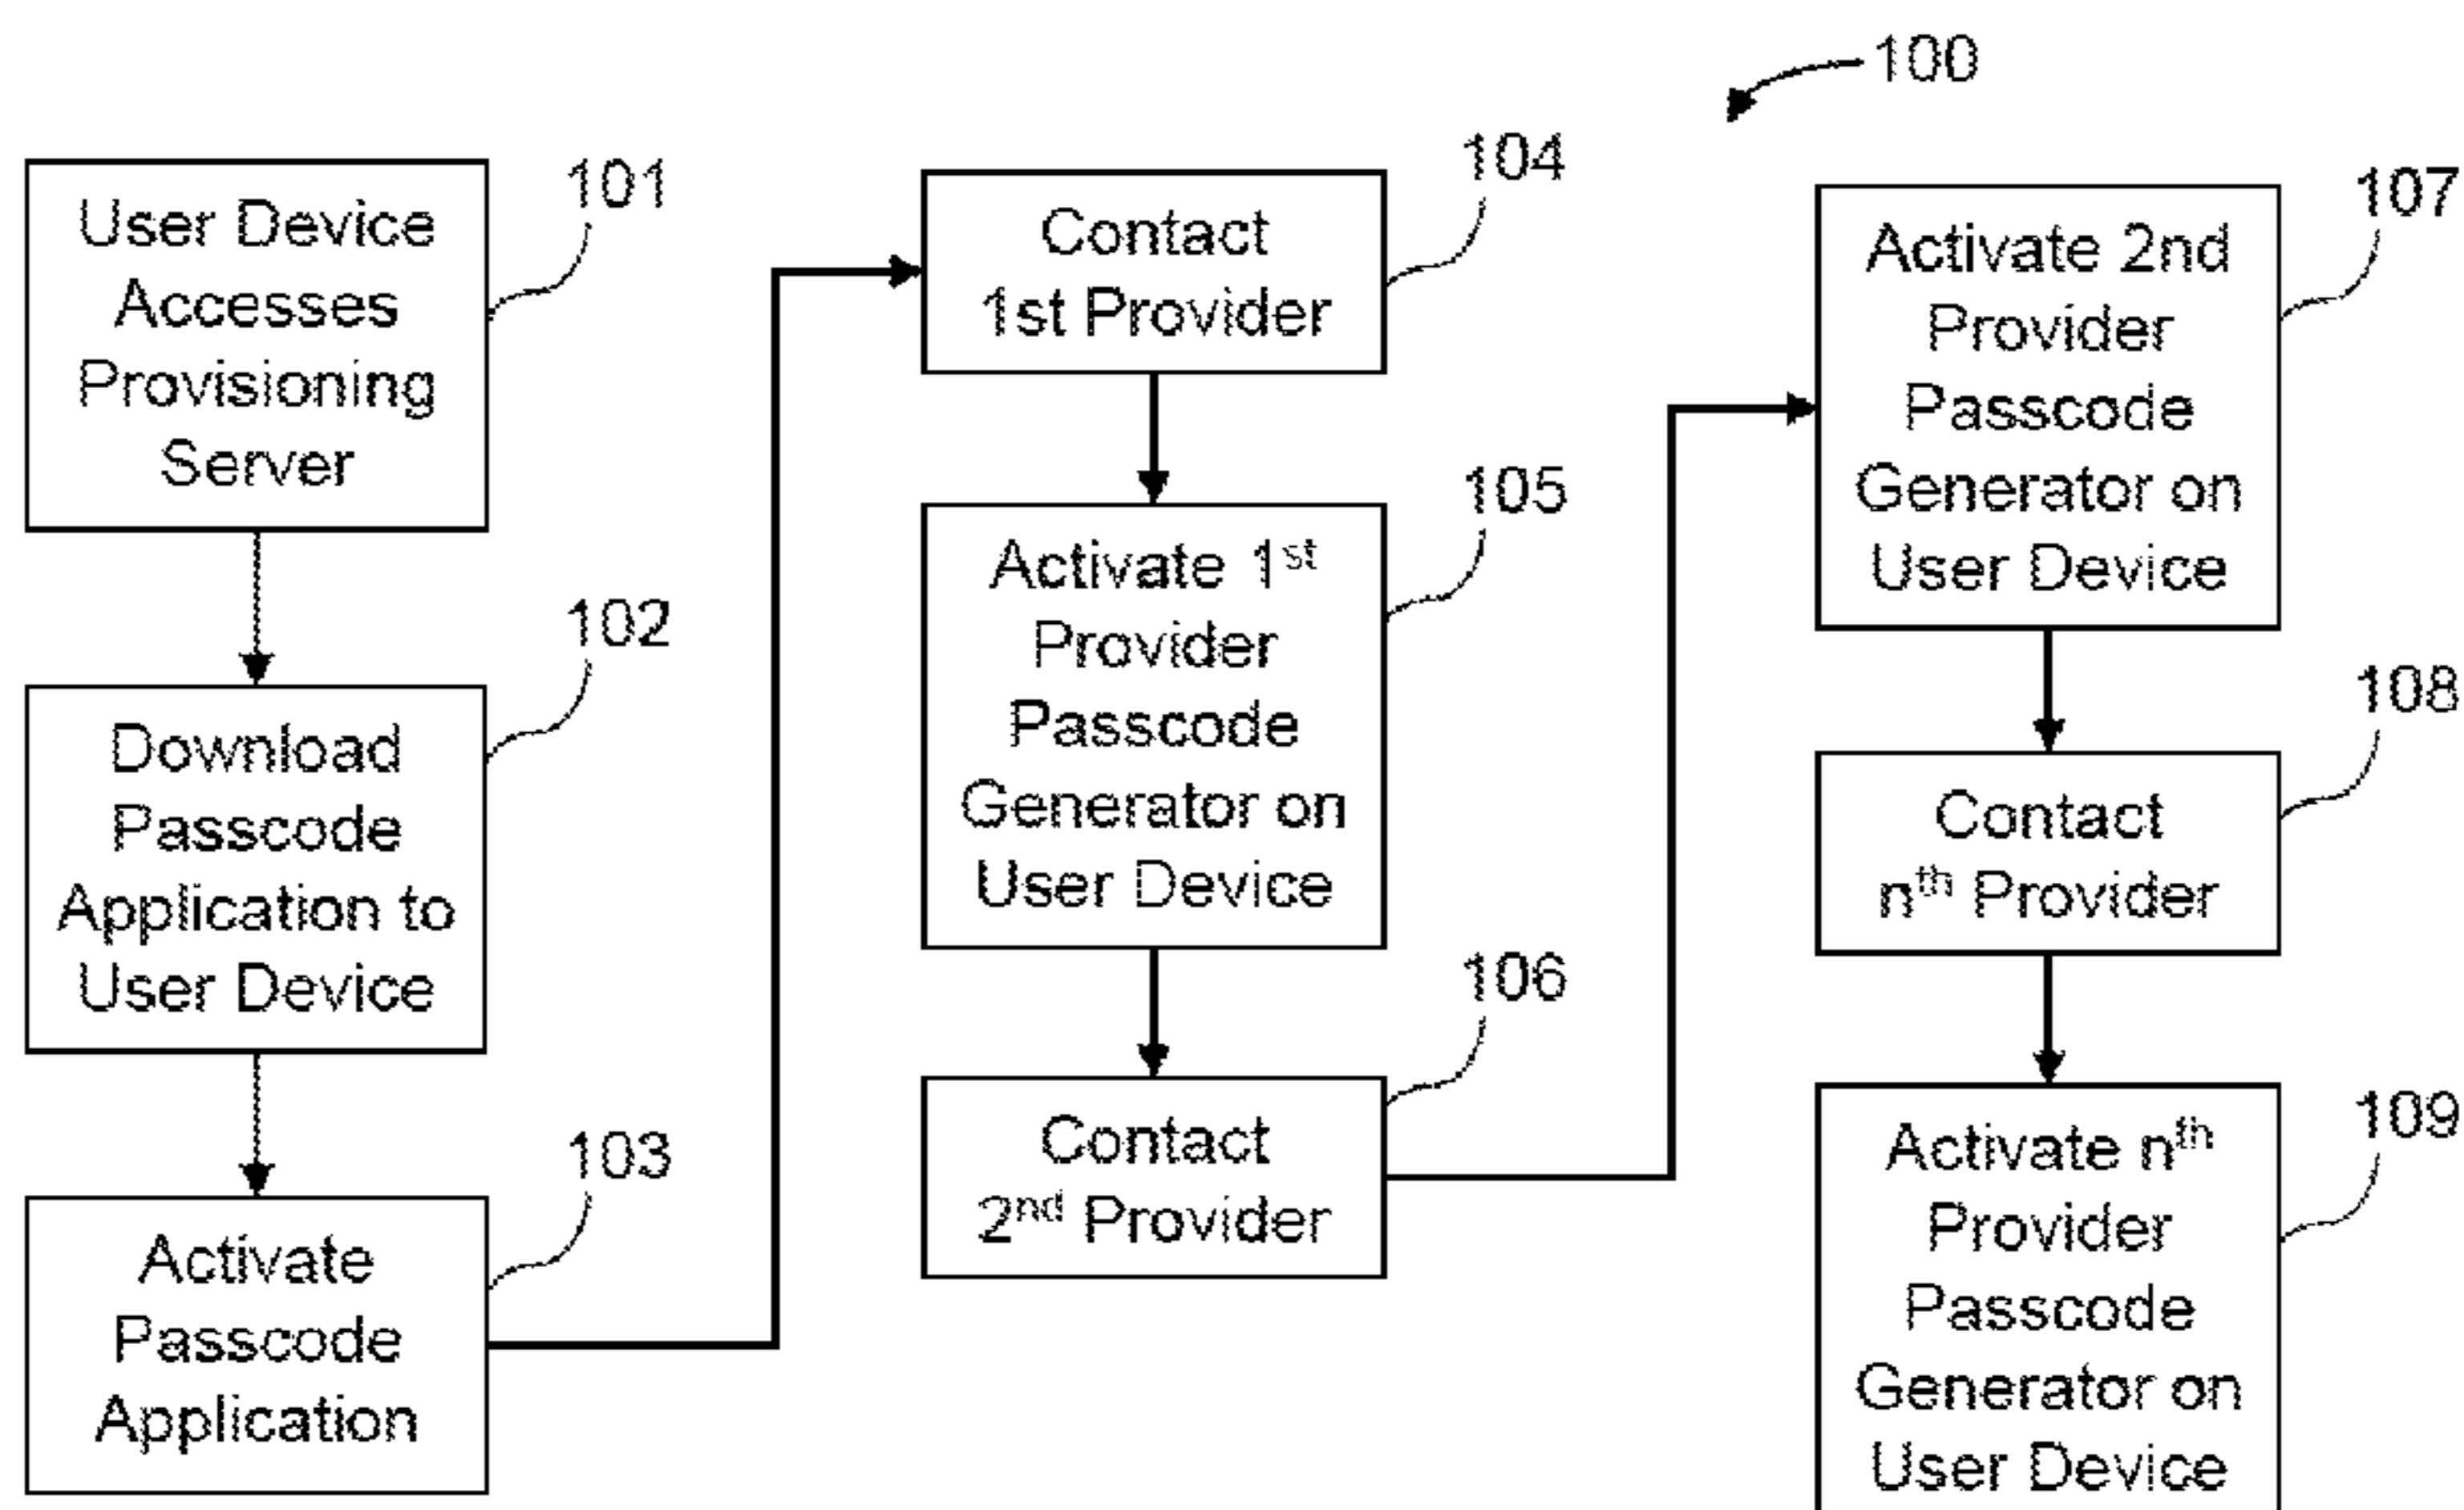 100
101
User Device
Accesses
Provisioning
Server
102
Download
Passcode
Application to
User Device
103
Activate
Passcode
Application
104
Contact
1st Provider
105
Activate 1st
Provider
Passcode
Generator on
User Device
106
Contact
2nd Provider
107
Activate 2nd
Provider
Passcode
Generator on
User Device
108
Contact
nth Provider
109
Activate nth
Provider
Passcode
Generator on
User Device